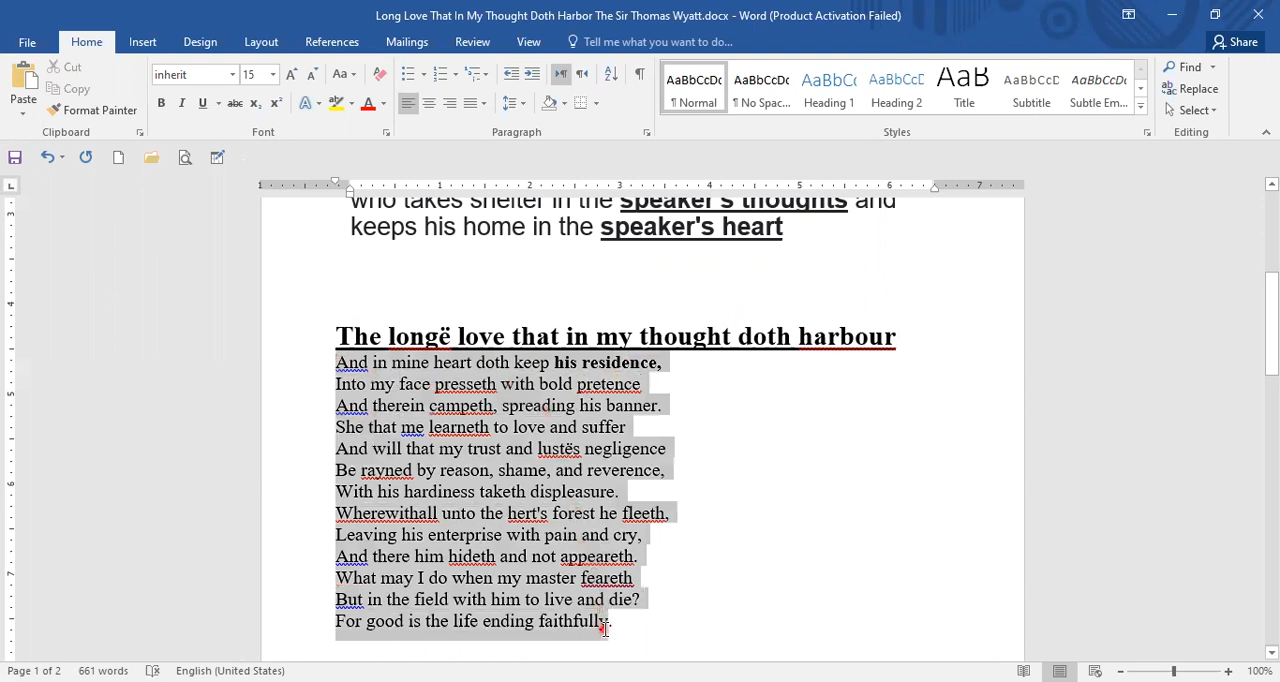 Long Love That In My Thought Doth Harbor The Sir Thomas Wyatt.docx - Word (Product Activation Failed)
File Home Insert Design Layout References Mailings Review View Tell me what you want to do... Share
Paste Cut Copy Format Painter
Clipboard
inherit 15
Font
Paragraph
AaBbCcDc AaBbCcDc AaBbCc AaBbCcD AaB AaBbCcD AaBbCcD
¶ Normal ¶ No Spac... Heading 1 Heading 2 Title Subtitle Subtle Em...
Styles
Find
Replace
Select
Editing
1 1 2 3 4 5 6 7
who takes shelter in the speaker's thoughts and
keeps his home in the speaker's heart
The longë love that in my thought doth harbour
And in mine heart doth keep his residence,
Into my face presseth with bold pretence
And therein campeth, spreading his banner.
She that me learneth to love and suffer
And will that my trust and lustës negligence
Be rayned by reason, shame, and reverence,
With his hardiness taketh displeasure.
Wherewithall unto the hert's forest he fleeth,
Leaving his enterprise with pain and cry,
And there him hideth and not appeareth.
What may I do when my master feareth
But in the field with him to live and die?
For good is the life ending faithfully.
Page 1 of 2 661 words English (United States) 100%